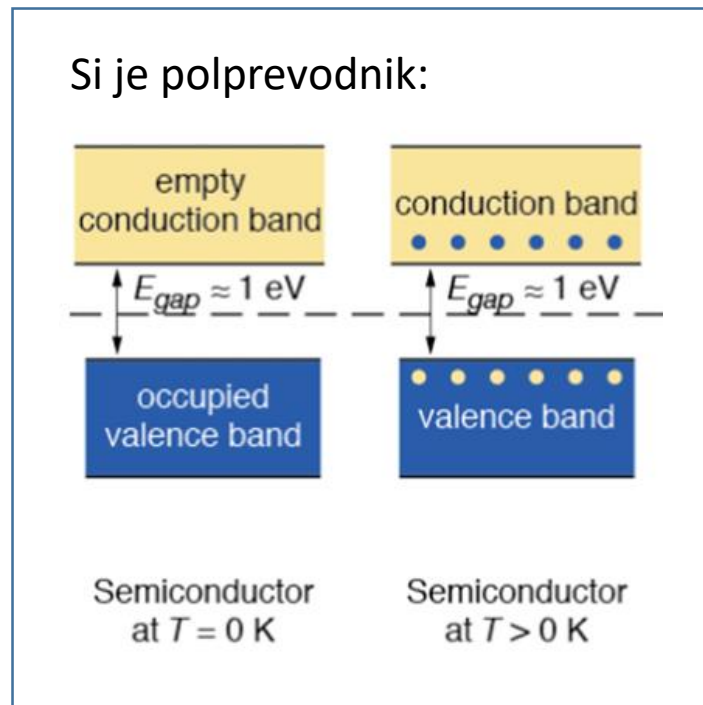 Si je polprevodnik:
empty
conduction band
E_gap ≈ 1 eV
occupied
valence band
Semiconductor
at T = 0 K
conduction band
E_gap ≈ 1 eV
valence band
Semiconductor
at T > 0 K